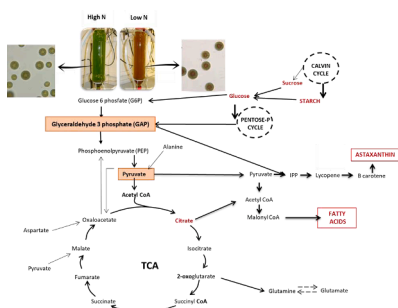 High N
Low N
CALVIN
CYCLE
Sucrose
Glucose
STARCH
Glucose 6 phosfate (G6P)
PENTOSE-P
CYCLE
Glyceraldehyde 3 phosphate (GAP)
Phosphoenolpyruvate (PEP)
Alanine
ASTAXANTHIN
Pyruvate
Pyruvate
IPP
Lycopene
B carotene
Acetyl CoA
Acetyl CoA
Oxaloacetate
Citrate
Malonyl CoA
FATTY
ACIDS
Aspartate
Malate
Isocitrate
Pyruvate
TCA
Fumarate
2-oxoglutarate
Glutamine
Glutamate
Succinate
Succinyl CoA